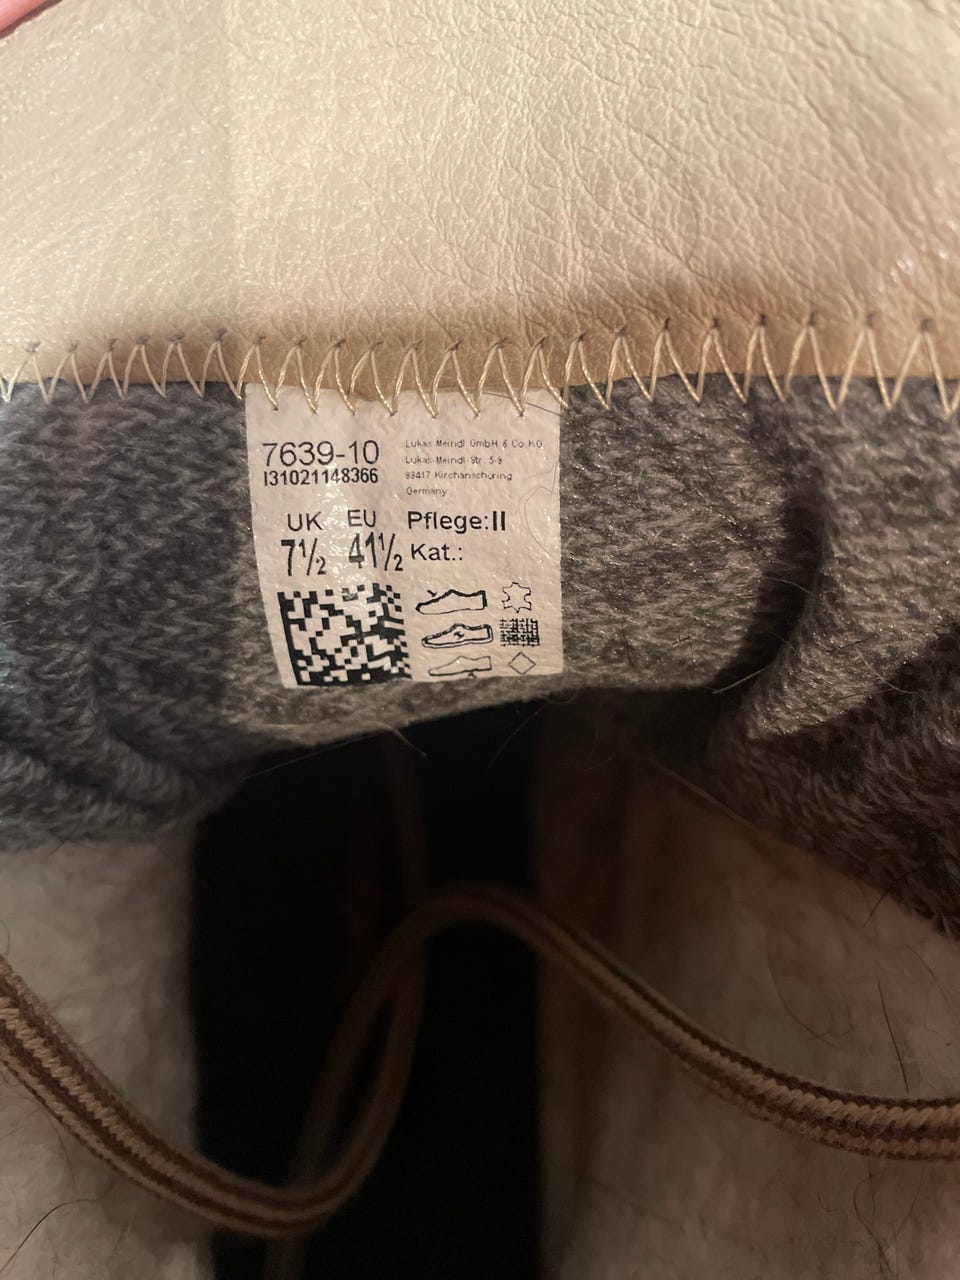 7639-10
I31021148366
Lukas Meindl GmbH & Co KG
Lukas-Meindl-Str. 5-9
83417 Kirchanschöring
Germany
UK EU
7½ 41½
Pflege:II
Kat.: